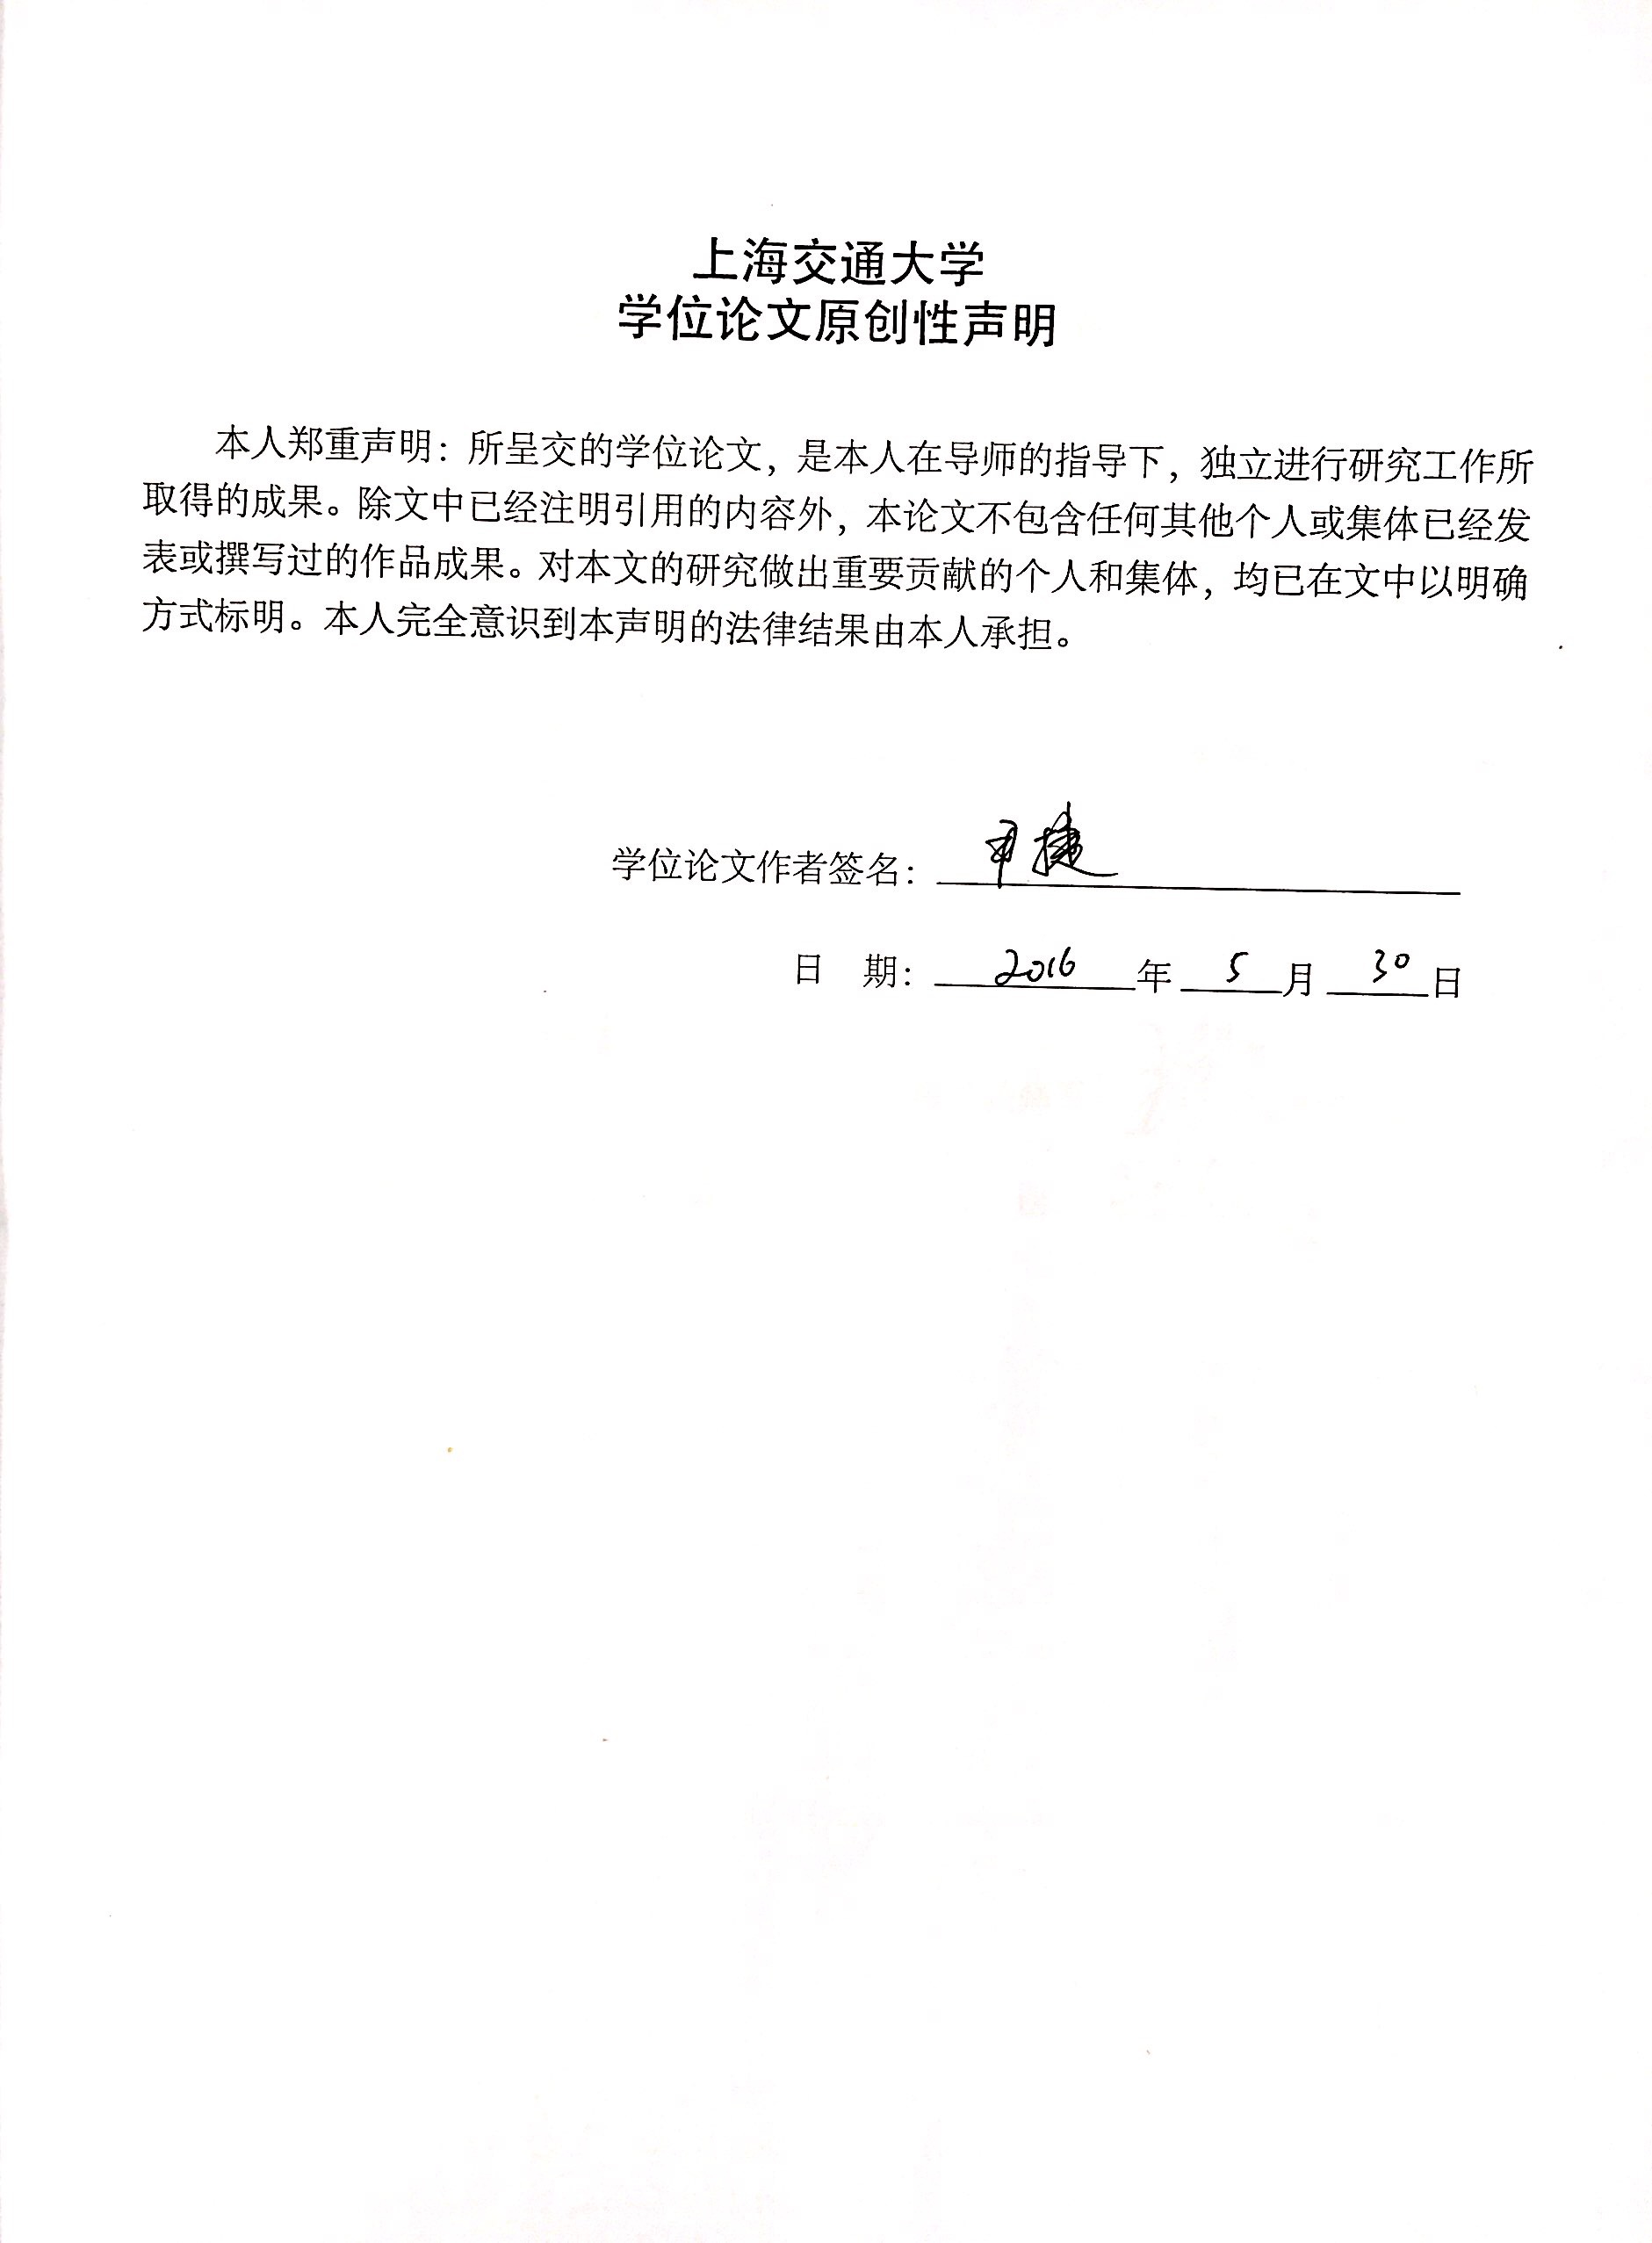 上海交通大学
学位论文原创性声明
本人郑重声明：所呈交的学位论文，是本人在导师的指导下，独立进行研究工作所
取得的成果。除文中已经注明引用的内容外，本论文不包含任何其他个人或集体已经发
表或撰写过的作品成果。对本文的研究做出重要贡献的个人和集体，均已在文中以明确
方式标明。本人完全意识到本声明的法律结果由本人承担。
学位论文作者签名：申捷
日 期：2016年5月30日